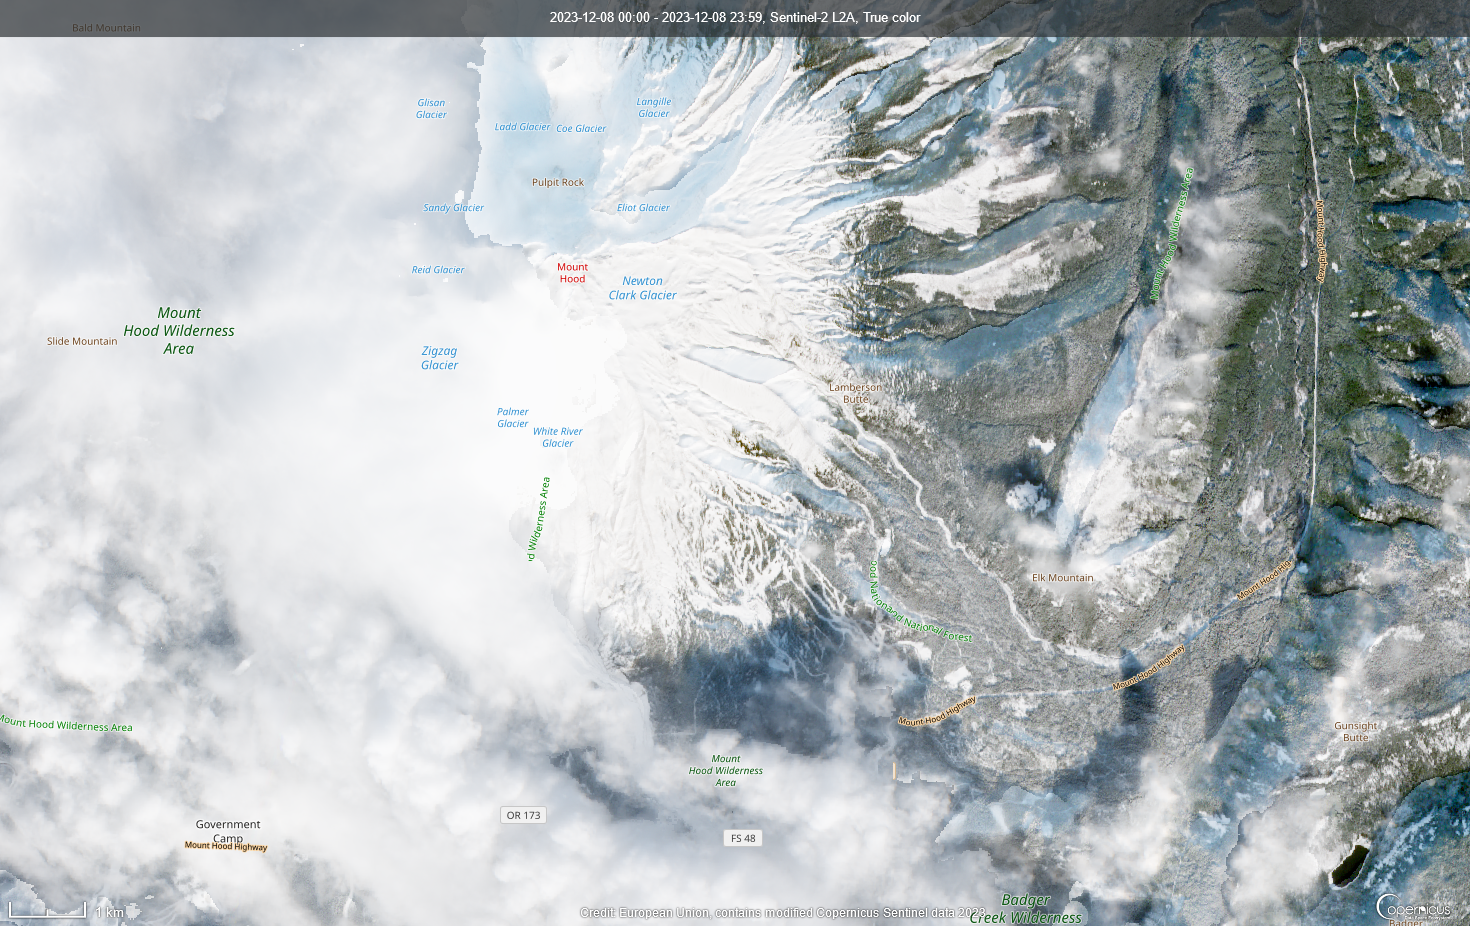 2023-12-08 00:00 - 2023-12-08 23:59, Sentinel-2 L2A, True color
Bald Mountain
Glisan
Glacier
Langille
Glacier
Ladd Glacier
Coe Glacier
Pulpit Rock
Sandy Glacier
Eliot Glacier
Mount Hood Wilderness Area
Mount Hood Highway
Reid Glacier
Mount
Hood
Newton
Clark Glacier
Mount
Hood Wilderness
Area
Slide Mountain
Zigzag
Glacier
Lamberson
Butte
Palmer
Glacier
White River
Glacier
d Wilderness Area
Elk Mountain
Mount Hood Hig
ood National
and National Forest
Mount Hood Highway
Mount Hood Highway
Mount Hood Wilderness Area
Gunsight
Butte
Mount
Hood Wilderness
Area
OR 173
Government
Camp
FS 48
Mount Hood Highway
Badger
Creek Wilderness
1 km
Credit: European Union, contains modified Copernicus Sentinel data 2023
Copernicus
Badger